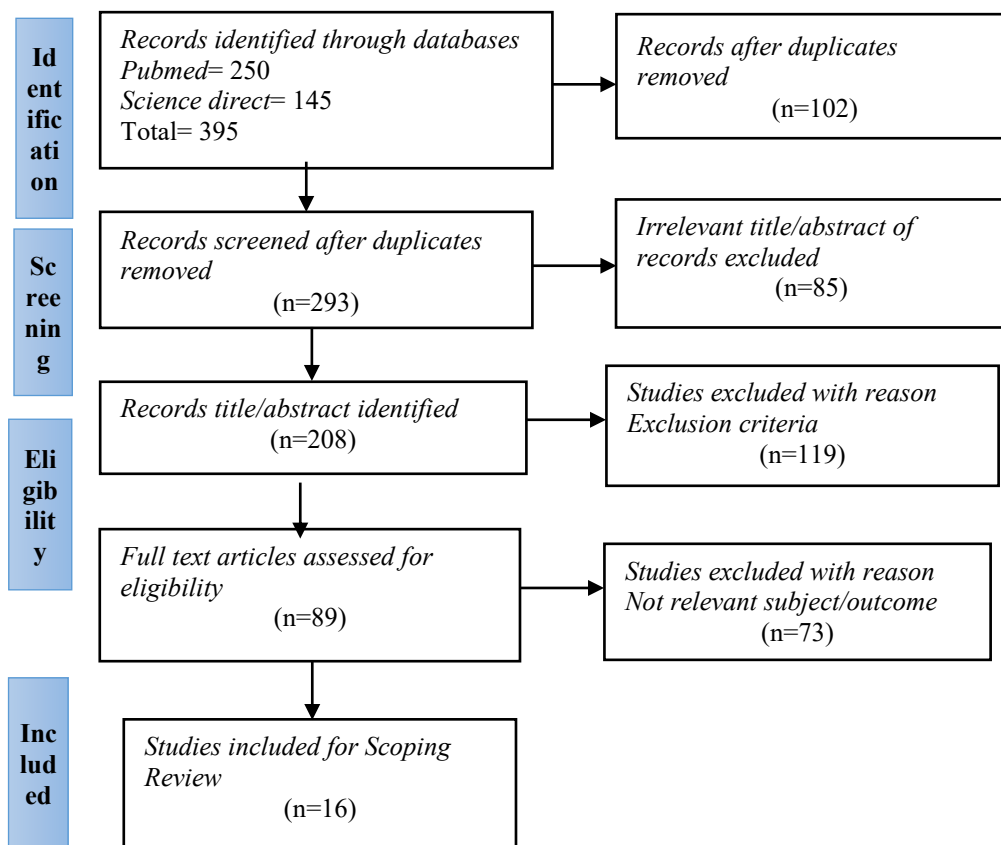 Id
ent
ific
ati
on
Records identified through databases
Pubmed= 250
Science direct= 145
Total= 395
Records after duplicates
removed
(n=102)
Sc
ree
nin
g
Records screened after duplicates
removed
(n=293)
Irrelevant title/abstract of
records excluded
(n=85)
Records title/abstract identified
(n=208)
Studies excluded with reason
Exclusion criteria
(n=119)
Eli
gib
ilit
y
Full text articles assessed for
eligibility
(n=89)
Studies excluded with reason
Not relevant subject/outcome
(n=73)
Inc
lud
ed
Studies included for Scoping
Review
(n=16)